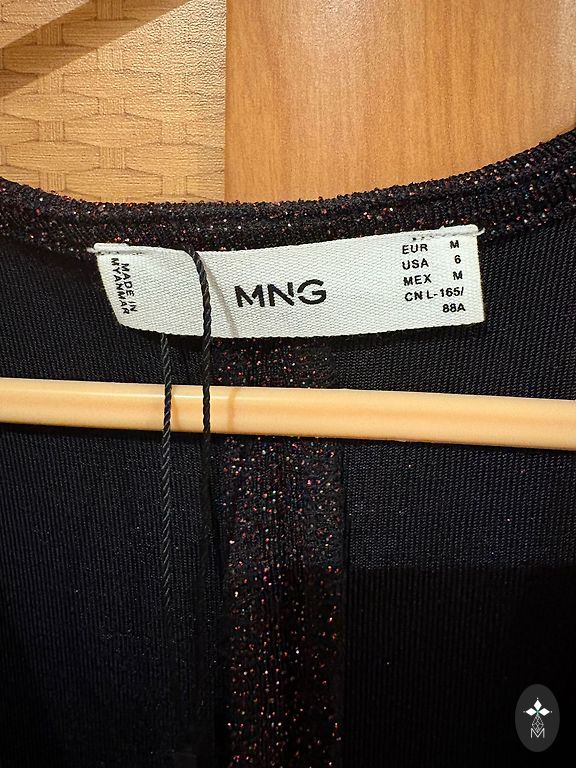 MADE IN
MYANMAR
MNG
EUR M
USA 6
MEX M
CN L-165/
88A